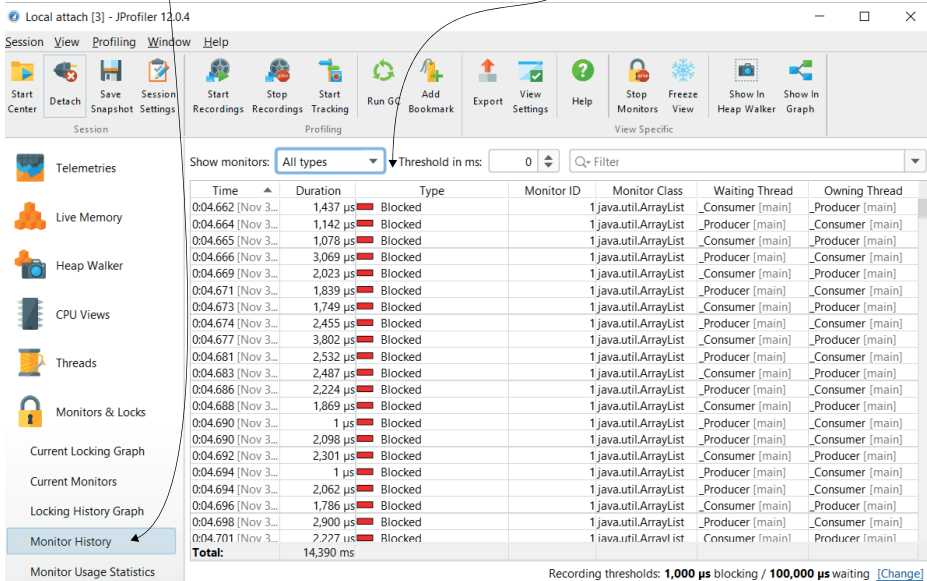 Local attach [3] - JProfiler 12.0.4
Session View Profiling Window Help
Start Center
Detach
Save Snapshot
Session Settings
Start Recordings
Stop Recordings
Start Tracking
Run GC
Add Bookmark
Export
View Settings
Help
Stop Monitors
Freeze View
Show In Heap Walker
Show In Graph
Session
Profiling
View Specific
Telemetries
Live Memory
Heap Walker
CPU Views
Threads
Monitors & Locks
Current Locking Graph
Current Monitors
Locking History Graph
Monitor History
Monitor Usage Statistics
Show monitors: All types Threshold in ms: 0 Filter
Time Duration Type Monitor ID Monitor Class Waiting Thread Owning Thread
0:04.662 [Nov 3... 1,437 µs Blocked 1 java.util.ArrayList _Consumer [main] _Producer [main]
0:04.664 [Nov 3... 1,142 µs Blocked 1 java.util.ArrayList _Producer [main] _Consumer [main]
0:04.665 [Nov 3... 1,078 µs Blocked 1 java.util.ArrayList _Consumer [main] _Producer [main]
0:04.666 [Nov 3... 3,069 µs Blocked 1 java.util.ArrayList _Producer [main] _Consumer [main]
0:04.669 [Nov 3... 2,023 µs Blocked 1 java.util.ArrayList _Consumer [main] _Producer [main]
0:04.671 [Nov 3... 1,839 µs Blocked 1 java.util.ArrayList _Producer [main] _Consumer [main]
0:04.673 [Nov 3... 1,749 µs Blocked 1 java.util.ArrayList _Consumer [main] _Producer [main]
0:04.674 [Nov 3... 2,455 µs Blocked 1 java.util.ArrayList _Producer [main] _Consumer [main]
0:04.677 [Nov 3... 3,802 µs Blocked 1 java.util.ArrayList _Consumer [main] _Producer [main]
0:04.681 [Nov 3... 2,532 µs Blocked 1 java.util.ArrayList _Producer [main] _Consumer [main]
0:04.683 [Nov 3... 2,487 µs Blocked 1 java.util.ArrayList _Consumer [main] _Producer [main]
0:04.686 [Nov 3... 2,224 µs Blocked 1 java.util.ArrayList _Producer [main] _Consumer [main]
0:04.688 [Nov 3... 1,869 µs Blocked 1 java.util.ArrayList _Consumer [main] _Producer [main]
0:04.690 [Nov 3... 1 µs Blocked 1 java.util.ArrayList _Producer [main] _Consumer [main]
0:04.690 [Nov 3... 2,098 µs Blocked 1 java.util.ArrayList _Producer [main] _Consumer [main]
0:04.692 [Nov 3... 2,301 µs Blocked 1 java.util.ArrayList _Consumer [main] _Producer [main]
0:04.694 [Nov 3... 1 µs Blocked 1 java.util.ArrayList _Producer [main] _Consumer [main]
0:04.694 [Nov 3... 2,062 µs Blocked 1 java.util.ArrayList _Producer [main] _Consumer [main]
0:04.696 [Nov 3... 1,786 µs Blocked 1 java.util.ArrayList _Consumer [main] _Producer [main]
0:04.698 [Nov 3... 2,900 µs Blocked 1 java.util.ArrayList _Producer [main] _Consumer [main]
0:04.701 [Nov 3... 2,227 µs Blocked 1 java.util.ArrayList _Consumer [main] _Producer [main]
Total: 14,390 ms
Recording thresholds: 1,000 µs blocking / 100,000 µs waiting [Change]